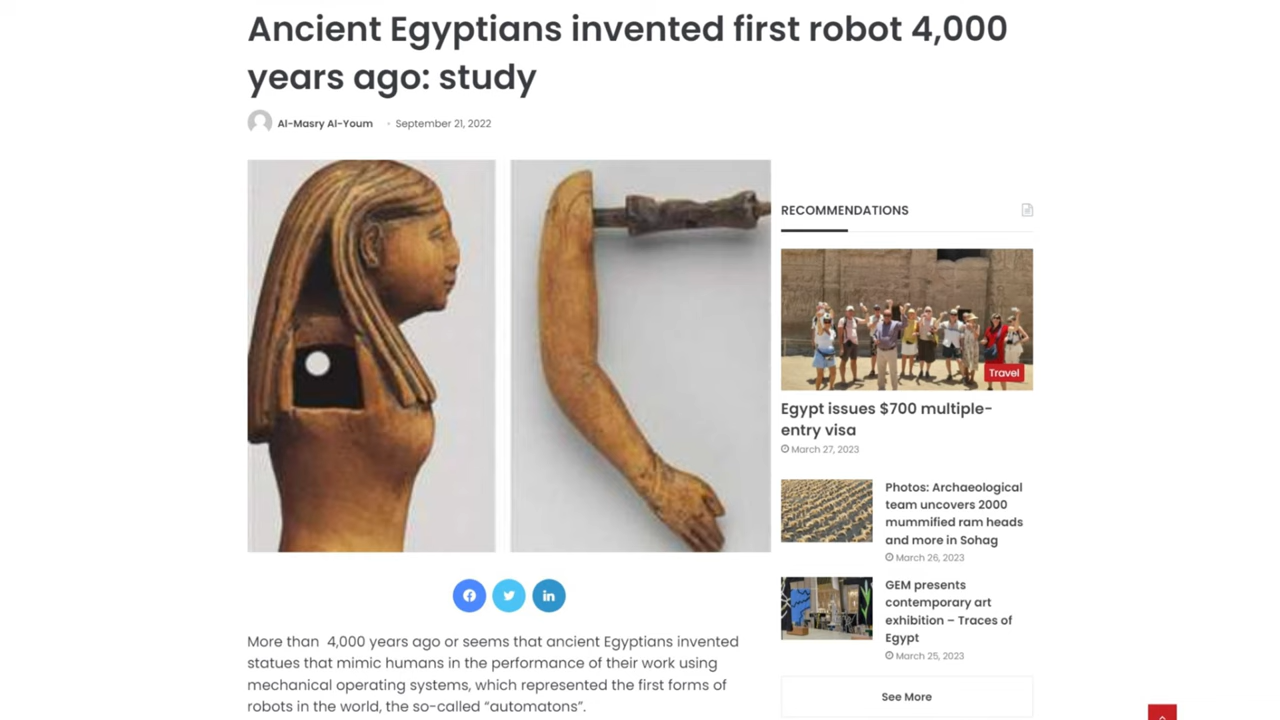 Ancient Egyptians invented first robot 4,000
years ago: study
Al-Masry Al-Youm - September 21, 2022
RECOMMENDATIONS
Travel
Egypt issues $700 multiple-
entry visa
March 27, 2023
Photos: Archaeological
team uncovers 2000
mummified ram heads
and more in Sohag
March 26, 2023
GEM presents
contemporary art
exhibition – Traces of
Egypt
March 25, 2023
See More
More than 4,000 years ago or seems that ancient Egyptians invented
statues that mimic humans in the performance of their work using
mechanical operating systems, which represented the first forms of
robots in the world, the so-called “automatons”.